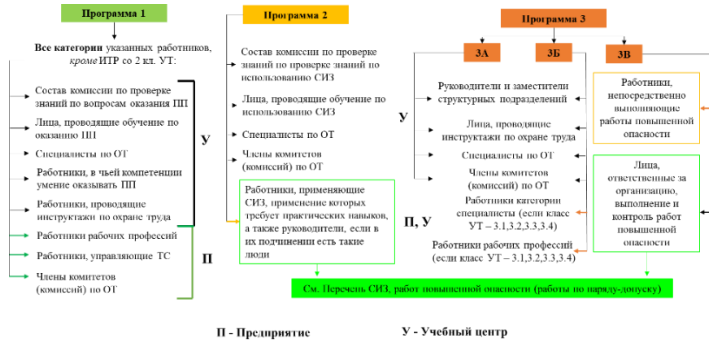 Программа 1
Все категории указанных работников,
кроме ИТР со 2 кл. УТ:
Состав комиссии по проверке
знаний по вопросам оказания ПП
Лица, проводящие обучение по
оказанию ПП
Специалисты по ОТ
Работники, в чьей компетенции
умение оказывать ПП
Работники, проводящие
инструктажи по охране труда
Работники рабочих профессий
Работники, управляющие ТС
Члены комитетов
(комиссий) по ОТ
У
П
Программа 2
Состав комиссии по проверке
знаний по проверке знаний по
использованию СИЗ
Лица, проводящие обучение по
использованию СИЗ
Специалисты по ОТ
Члены комитетов
(комиссий) по ОТ
Работники, применяющие
СИЗ, применение которых
требует практических навыков,
а также руководители, если в
их подчинении есть такие
люди
Программа 3
3А
3Б
3В
У
П, У
Руководители и заместители
структурных подразделений
Лица, проводящие
инструктажи по охране труда
Специалисты по ОТ
Члены комитетов
(комиссий) по ОТ
Работники категории
специалисты (если класс
УТ – 3.1,3.2,3.3,3.4)
Работники рабочих профессий
(если класс УТ – 3.1,3.2,3.3,3.4)
Работники,
непосредственно
выполняющие
работы повышенной
опасности
Лица,
ответственные за
организацию,
выполнение и
контроль работ
повышенной
опасности
См. Перечень СИЗ, работ повышенной опасности (работы по наряду-допуску)
П - Предприятие
У - Учебный центр